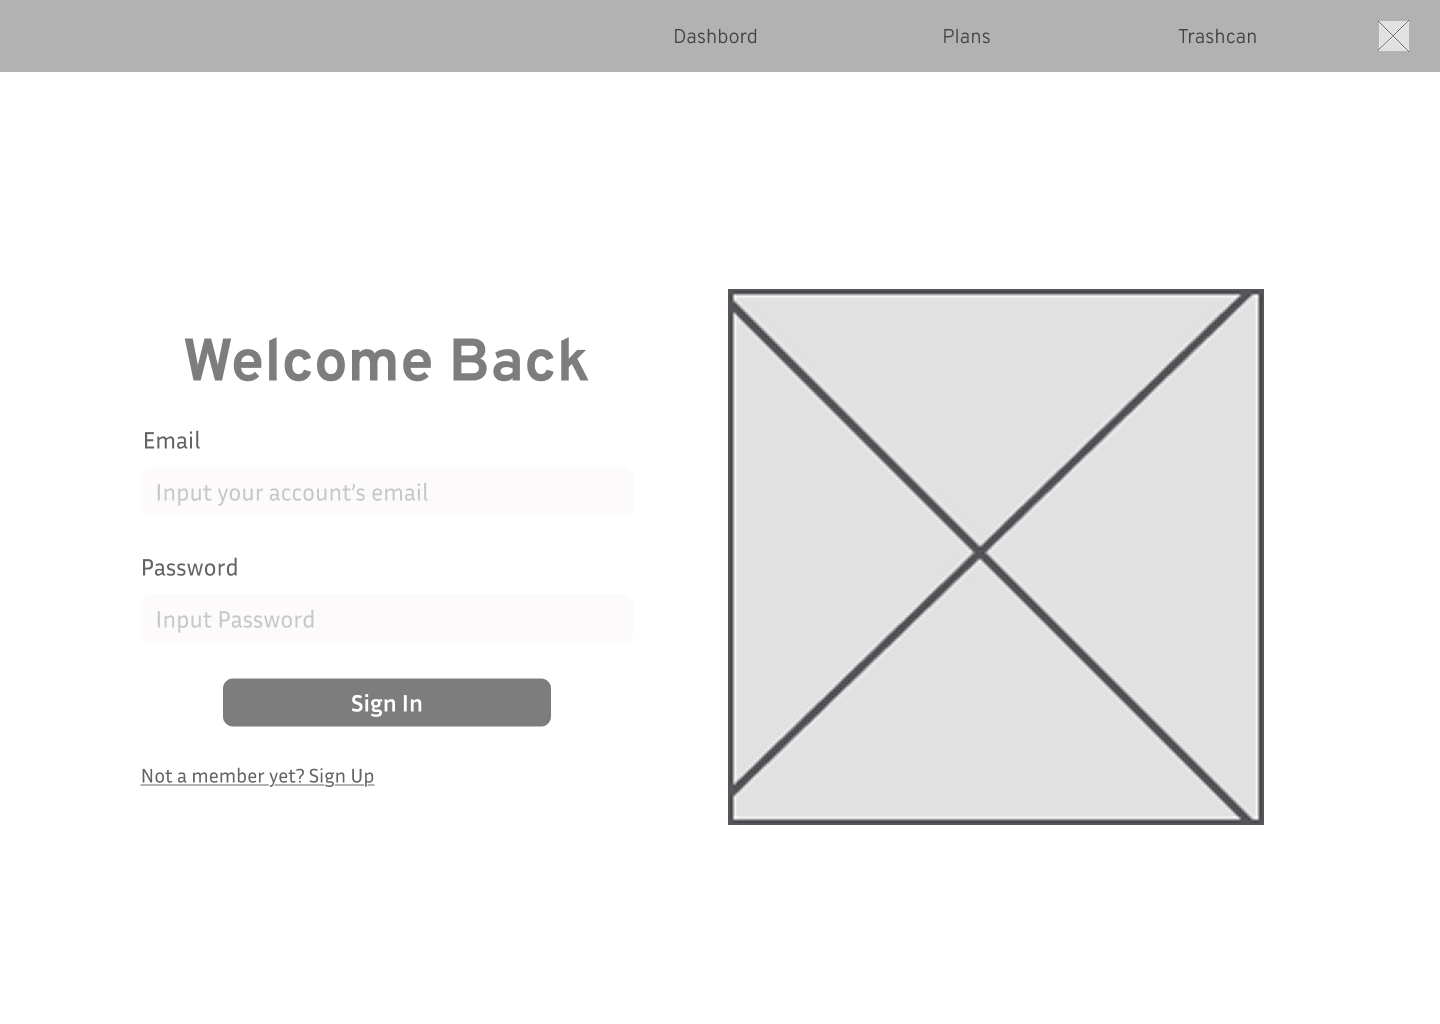 Dashbord
Plans
Trashcan
Welcome Back
Email
Input your account’s email
Password
Input Password
Sign In
Not a member yet? Sign Up